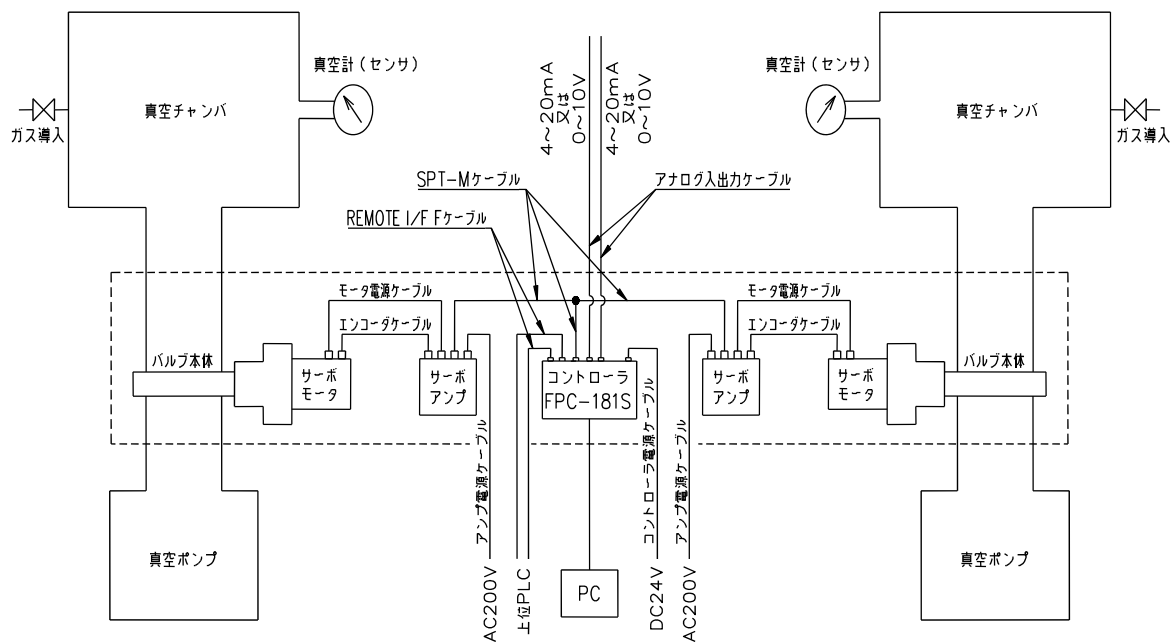 真空計(センサ)
真空チャンバ
ガス導入
4~20mA
又は
0~10V
4~20mA
又は
0~10V
真空計(センサ)
真空チャンバ
ガス導入
SPT-Mケーブル
アナログ入出力ケーブル
REMOTE I/F Fケーブル
モータ電源ケーブル
エンコーダケーブル
モータ電源ケーブル
エンコーダケーブル
バルブ本体
サーボ
モータ
サーボ
アンプ
コントローラ
FPC-181S
サーボ
アンプ
サーボ
モータ
バルブ本体
アンプ電源ケーブル
コントローラ電源ケーブル
アンプ電源ケーブル
真空ポンプ
AC200V
上位PLC
PC
DC24V
AC200V
真空ポンプ